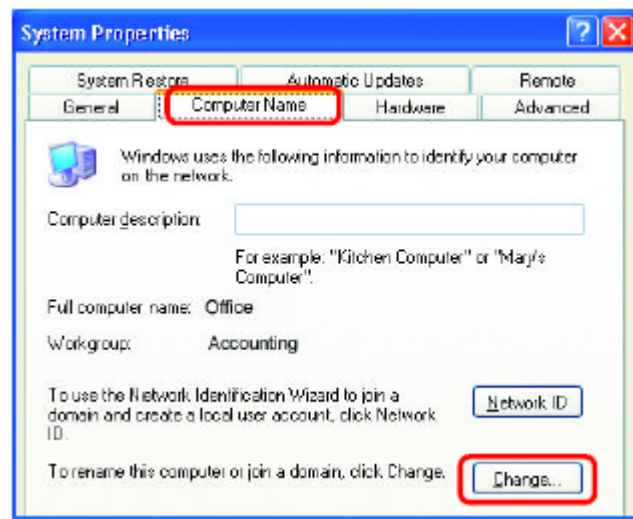 System Properties
System Restore Automatic Updates Remote
General Computer Name Hardware Advanced
Windows uses the following information to identify your computer
on the network.
Computer description:
For example: "Kitchen Computer" or "Mary's
Computer".
Full computer name: Office
Workgroup: Accounting
To use the Network Identification Wizard to join a
domain and create a local user account, click Network
ID.
Network ID
To rename this computer or join a domain, click Change.
Change...